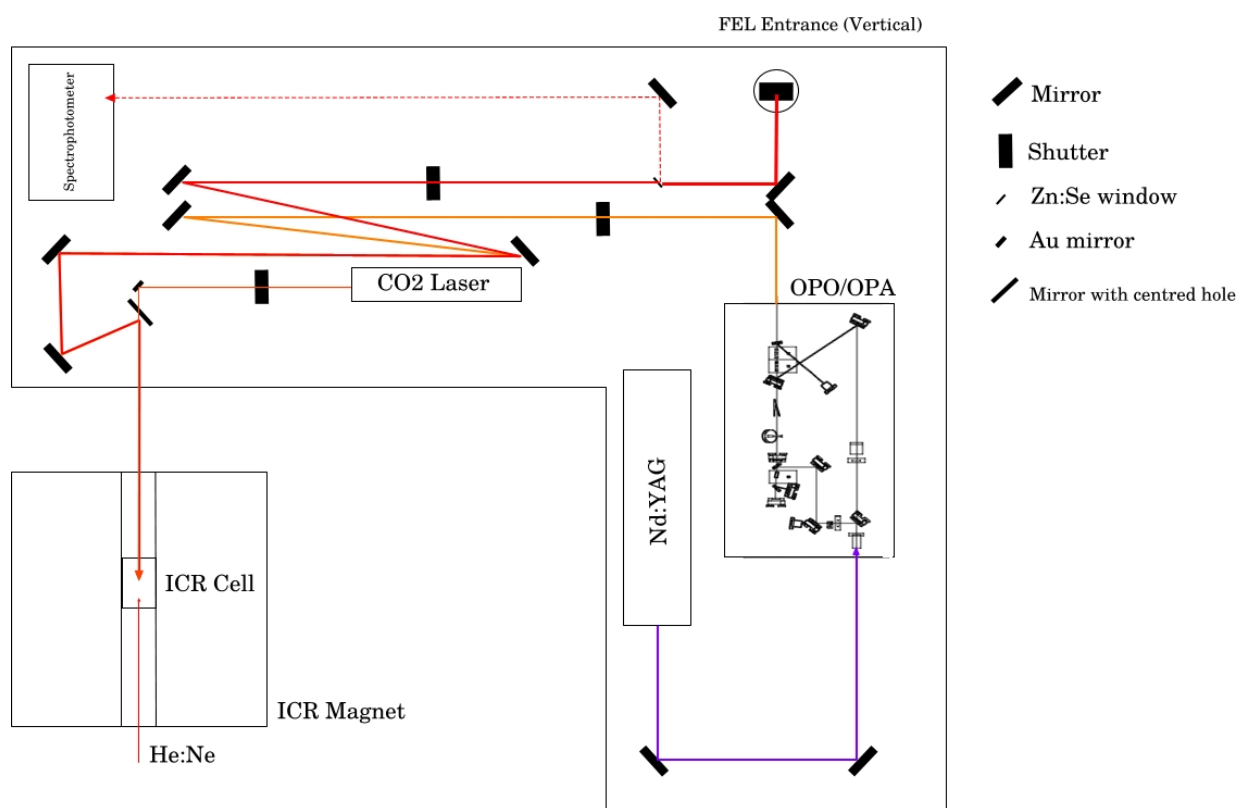 FEL Entrance (Vertical)
Spectrophotometer
Mirror
Shutter
Zn:Se window
Au mirror
Mirror with centred hole
CO2 Laser
OPO/OPA
Nd:YAG
ICR Cell
ICR Magnet
He:Ne